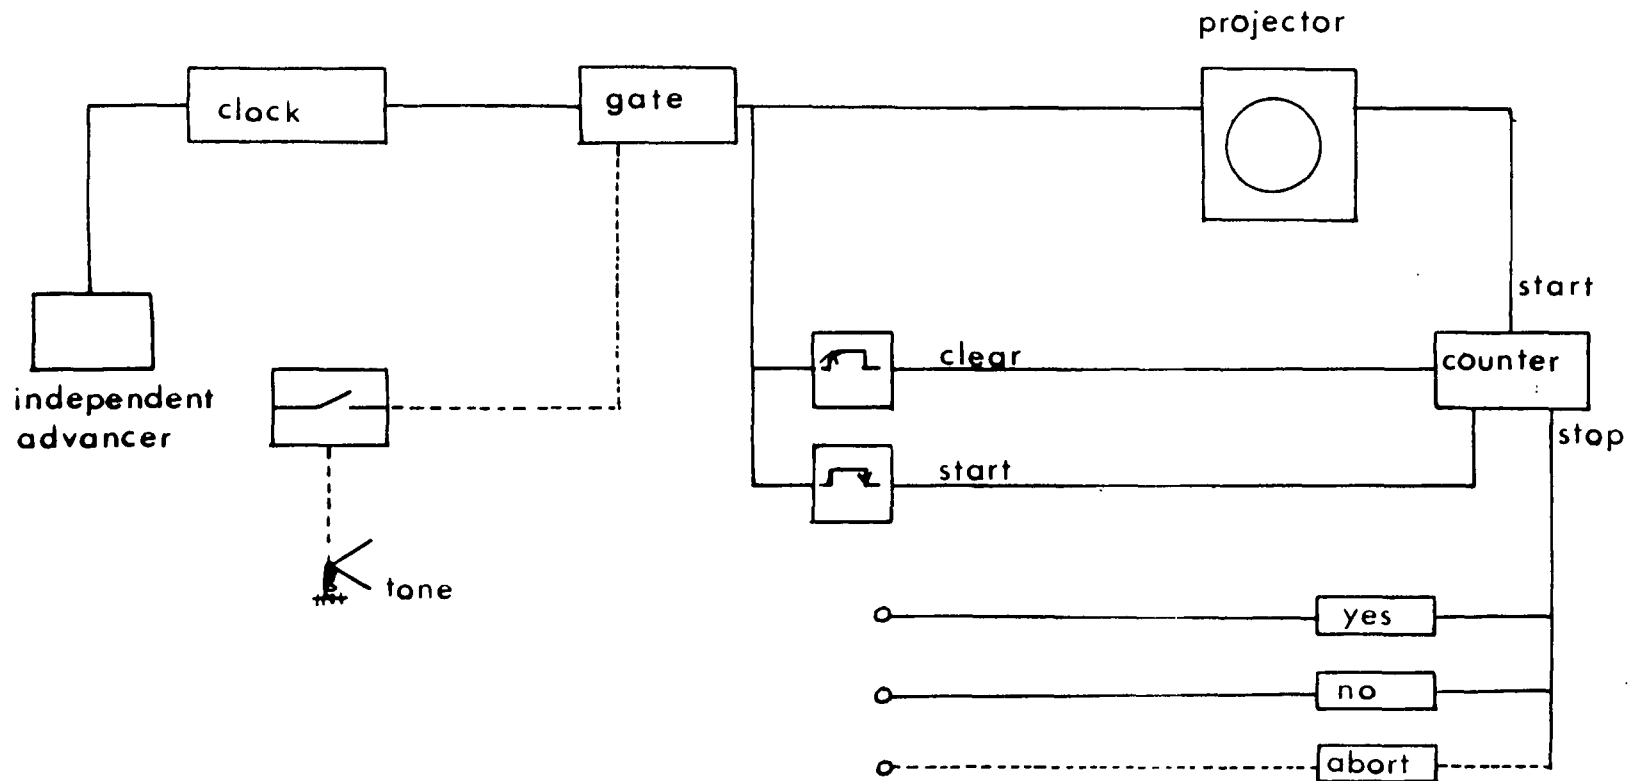 projector
clock
gate
start
clear
counter
independent
advancer
stop
start
tone
yes
no
abort